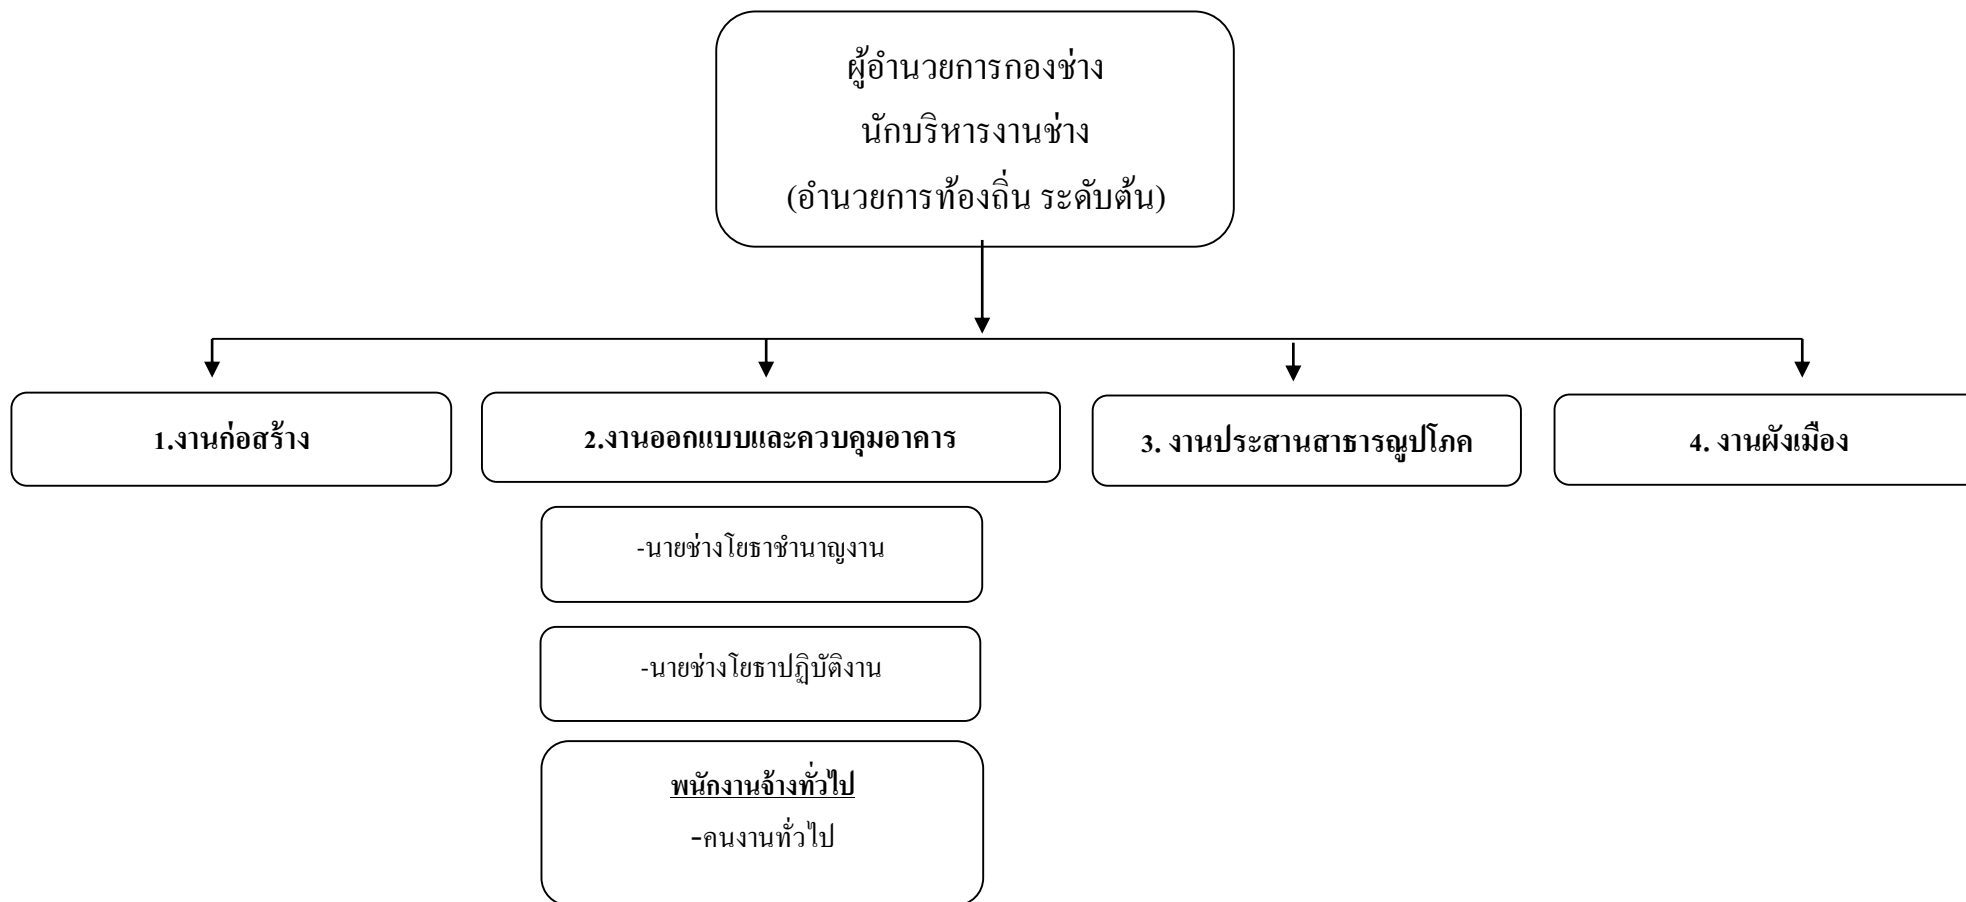 ผู้อำนวยการกองช่าง
นักบริหารงานช่าง
(อำนวยการท้องถิ่น ระดับต้น)
1.งานก่อสร้าง
2.งานออกแบบและควบคุมอาคาร
3. งานประสานสาธารณูปโภค
4. งานผังเมือง
-นายช่างโยธาชำนาญงาน
-นายช่างโยธาปฏิบัติงาน
พนักงานจ้างทั่วไป
-คนงานทั่วไป